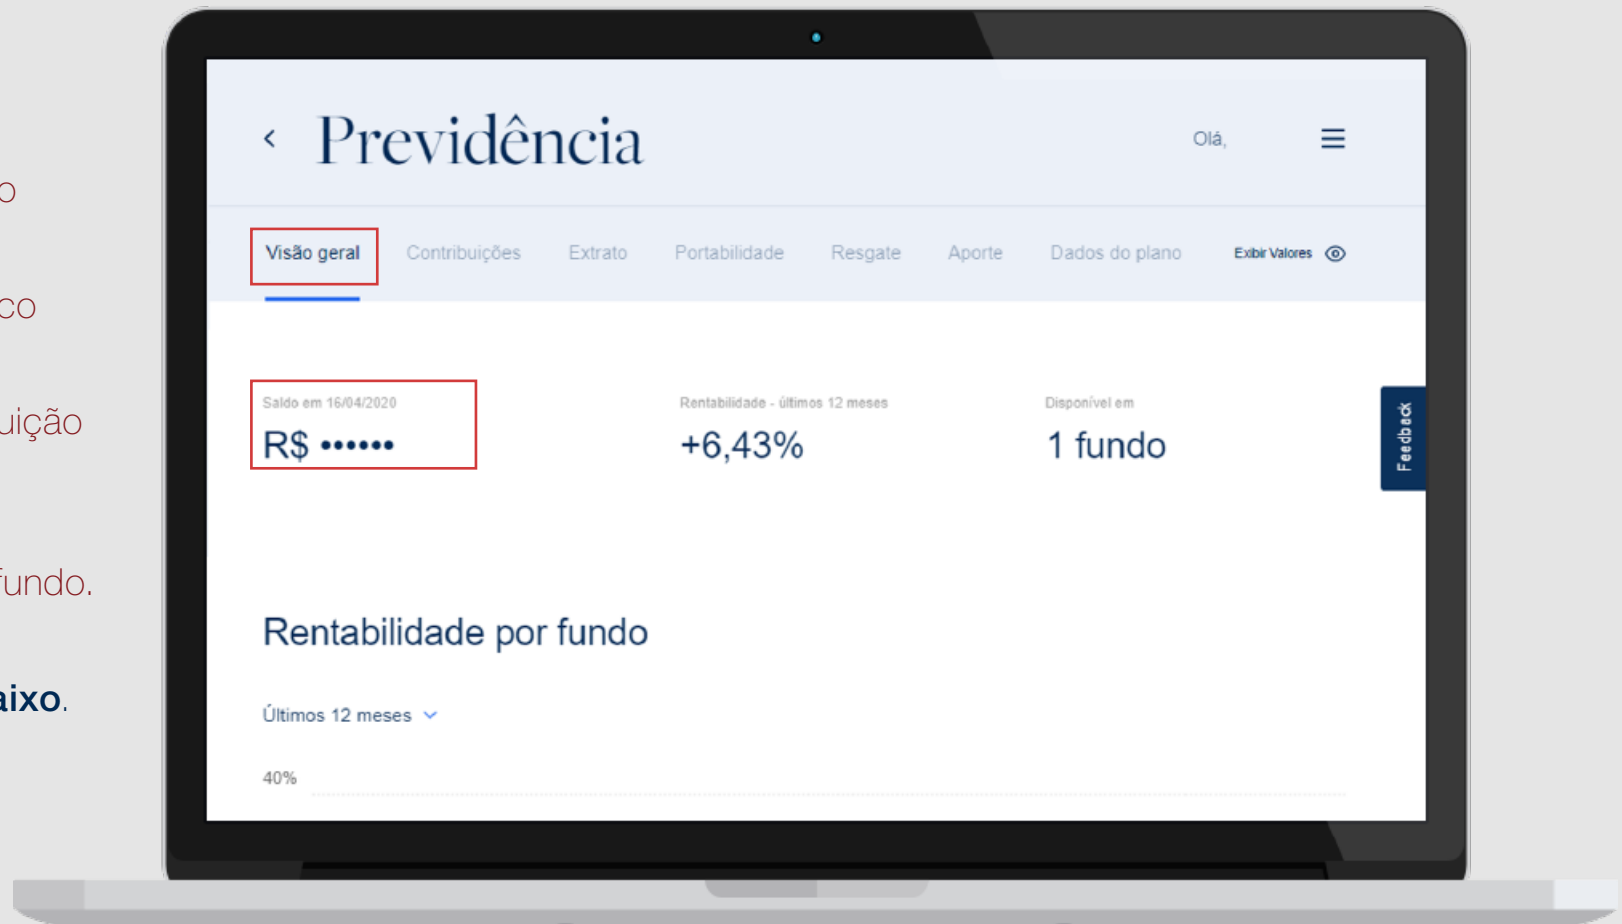 o
co
uição
fundo.
aixo.
Previdência
Olá,
Visão geral Contribuições Extrato Portabilidade Resgate Aporte Dados do plano Exibir Valores
Saldo em 16/04/2020 Rentabilidade - últimos 12 meses Disponível em
R$ •••••• +6,43% 1 fundo
Feedback
Rentabilidade por fundo
Últimos 12 meses
40%